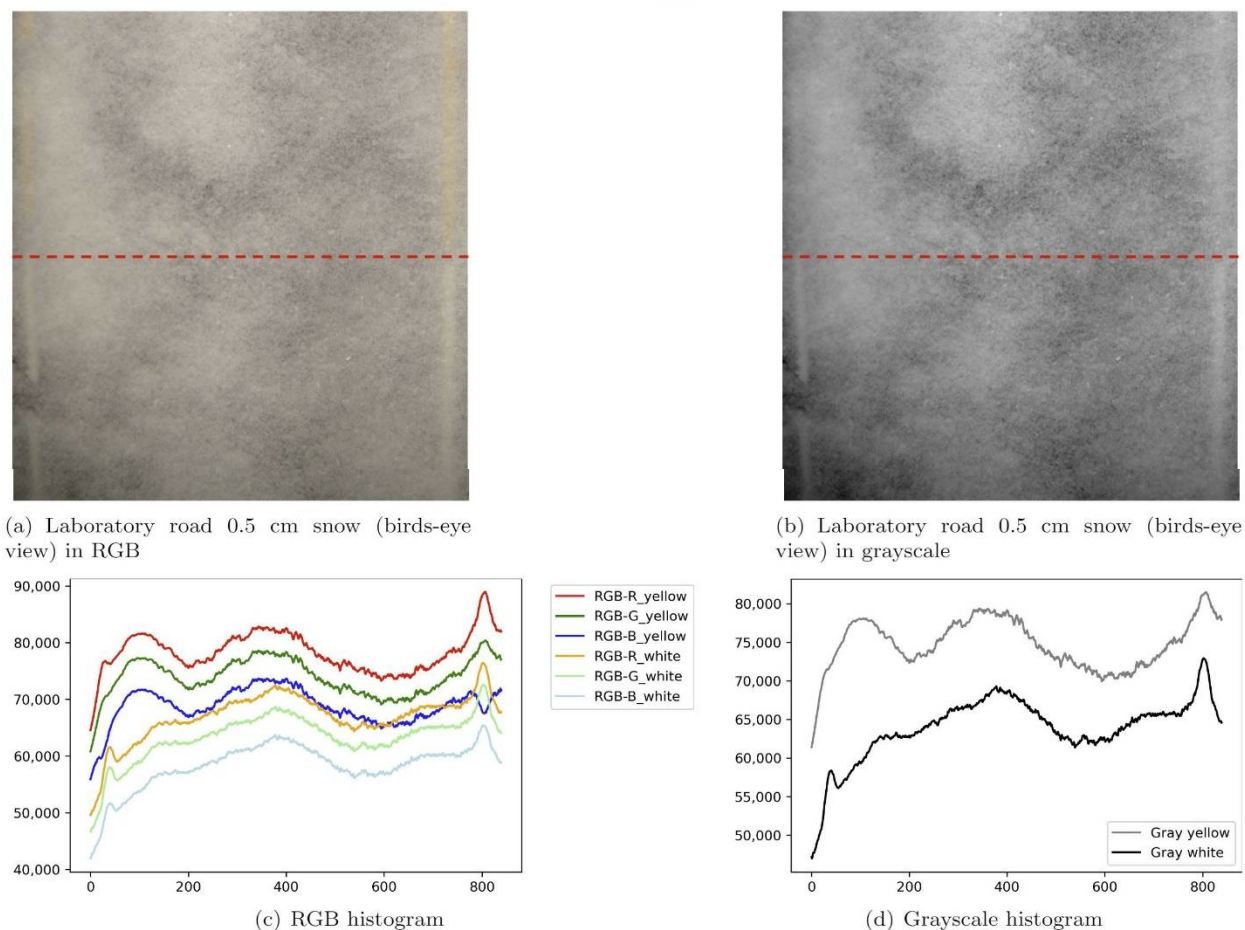 (a) Laboratory road 0.5 cm snow (birds-eye
view) in RGB
(b) Laboratory road 0.5 cm snow (birds-eye
view) in grayscale
90,000
80,000
70,000
60,000
50,000
40,000
0
200
400
600
800
RGB-R_yellow
RGB-G_yellow
RGB-B_yellow
RGB-R_white
RGB-G_white
RGB-B_white
(c) RGB histogram
80,000
75,000
70,000
65,000
60,000
55,000
50,000
0
200
400
600
800
Gray yellow
Gray white
(d) Grayscale histogram